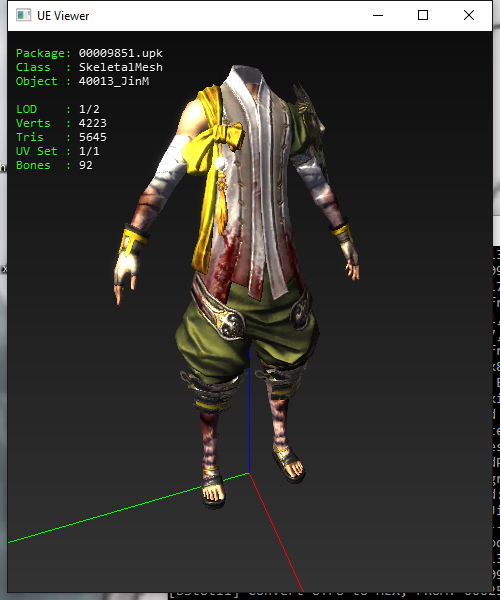 UE Viewer
Package: 00009851.upk
Class  : SkeletalMesh
Object : 40013_JinM
LOD    : 1/2
Verts  : 4223
Tris   : 5645
UV Set : 1/1
Bones  : 92